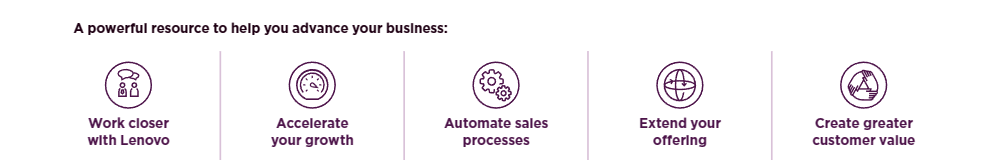 A powerful resource to help you advance your business:
Work closer
with Lenovo
Accelerate
your growth
Automate sales
processes
Extend your
offering
Create greater
customer value